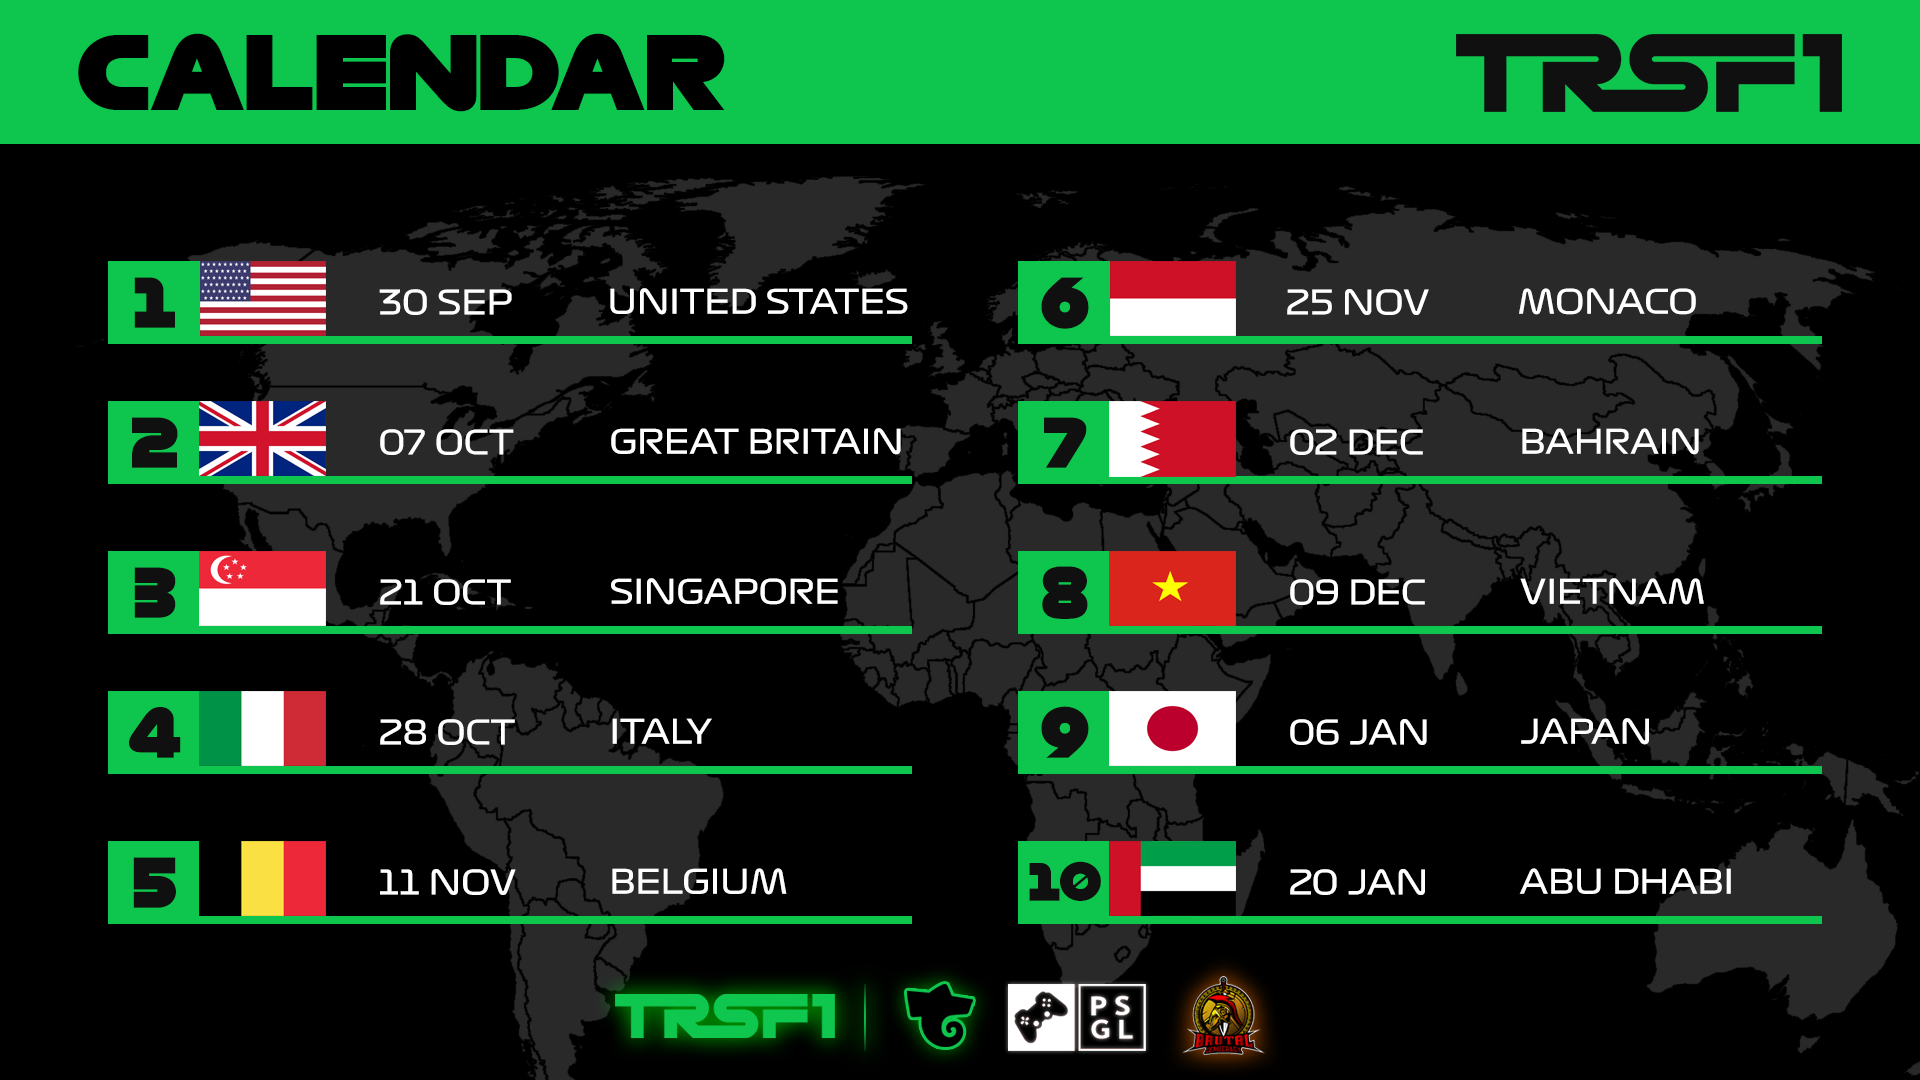 CALENDAR
TRSF1
1 30 SEP UNITED STATES
2 07 OCT GREAT BRITAIN
3 21 OCT SINGAPORE
4 28 OCT ITALY
5 11 NOV BELGIUM
6 25 NOV MONACO
7 02 DEC BAHRAIN
8 09 DEC VIETNAM
9 06 JAN JAPAN
10 20 JAN ABU DHABI
TRSF1
PS
GL
BRUTAL